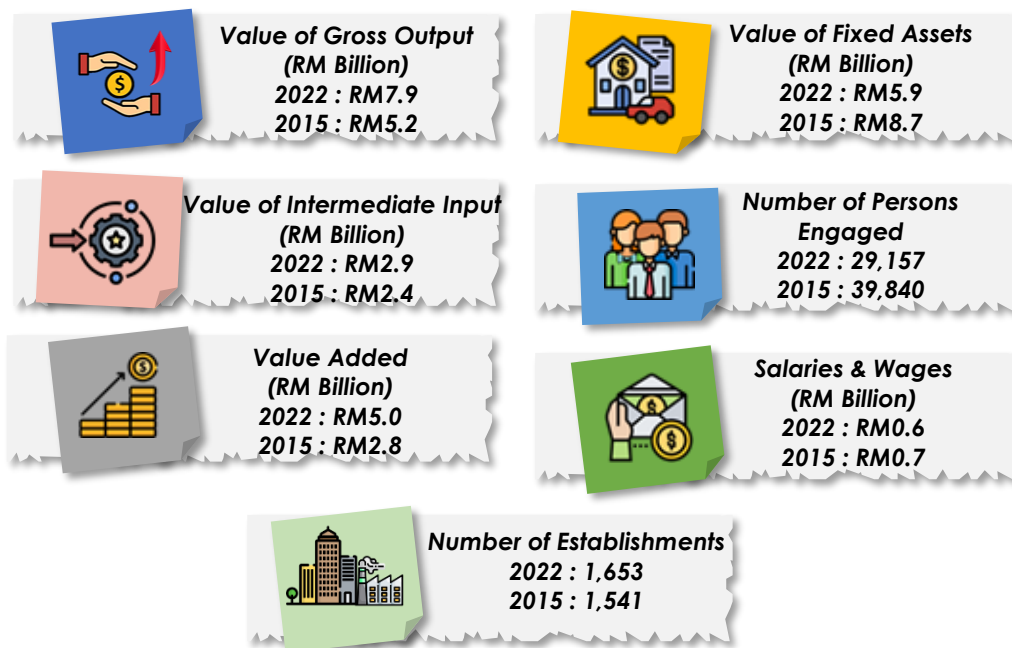 Value of Gross Output
(RM Billion)
2022 : RM7.9
2015 : RM5.2
Value of Fixed Assets
(RM Billion)
2022 : RM5.9
2015 : RM8.7
Value of Intermediate Input
(RM Billion)
2022 : RM2.9
2015 : RM2.4
Number of Persons
Engaged
2022 : 29,157
2015 : 39,840
Value Added
(RM Billion)
2022 : RM5.0
2015 : RM2.8
Salaries & Wages
(RM Billion)
2022 : RM0.6
2015 : RM0.7
Number of Establishments
2022 : 1,653
2015 : 1,541